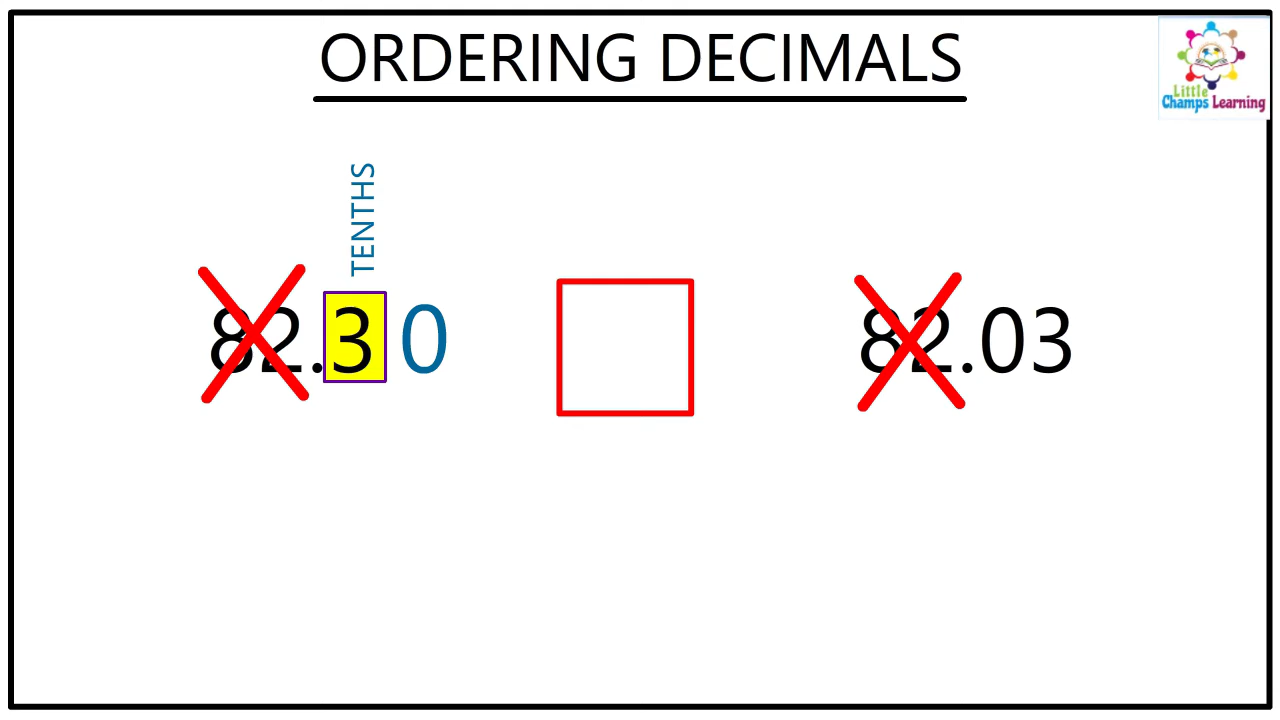 ORDERING DECIMALS
Little
Champs Learning
TENTHS
82.30 82.03